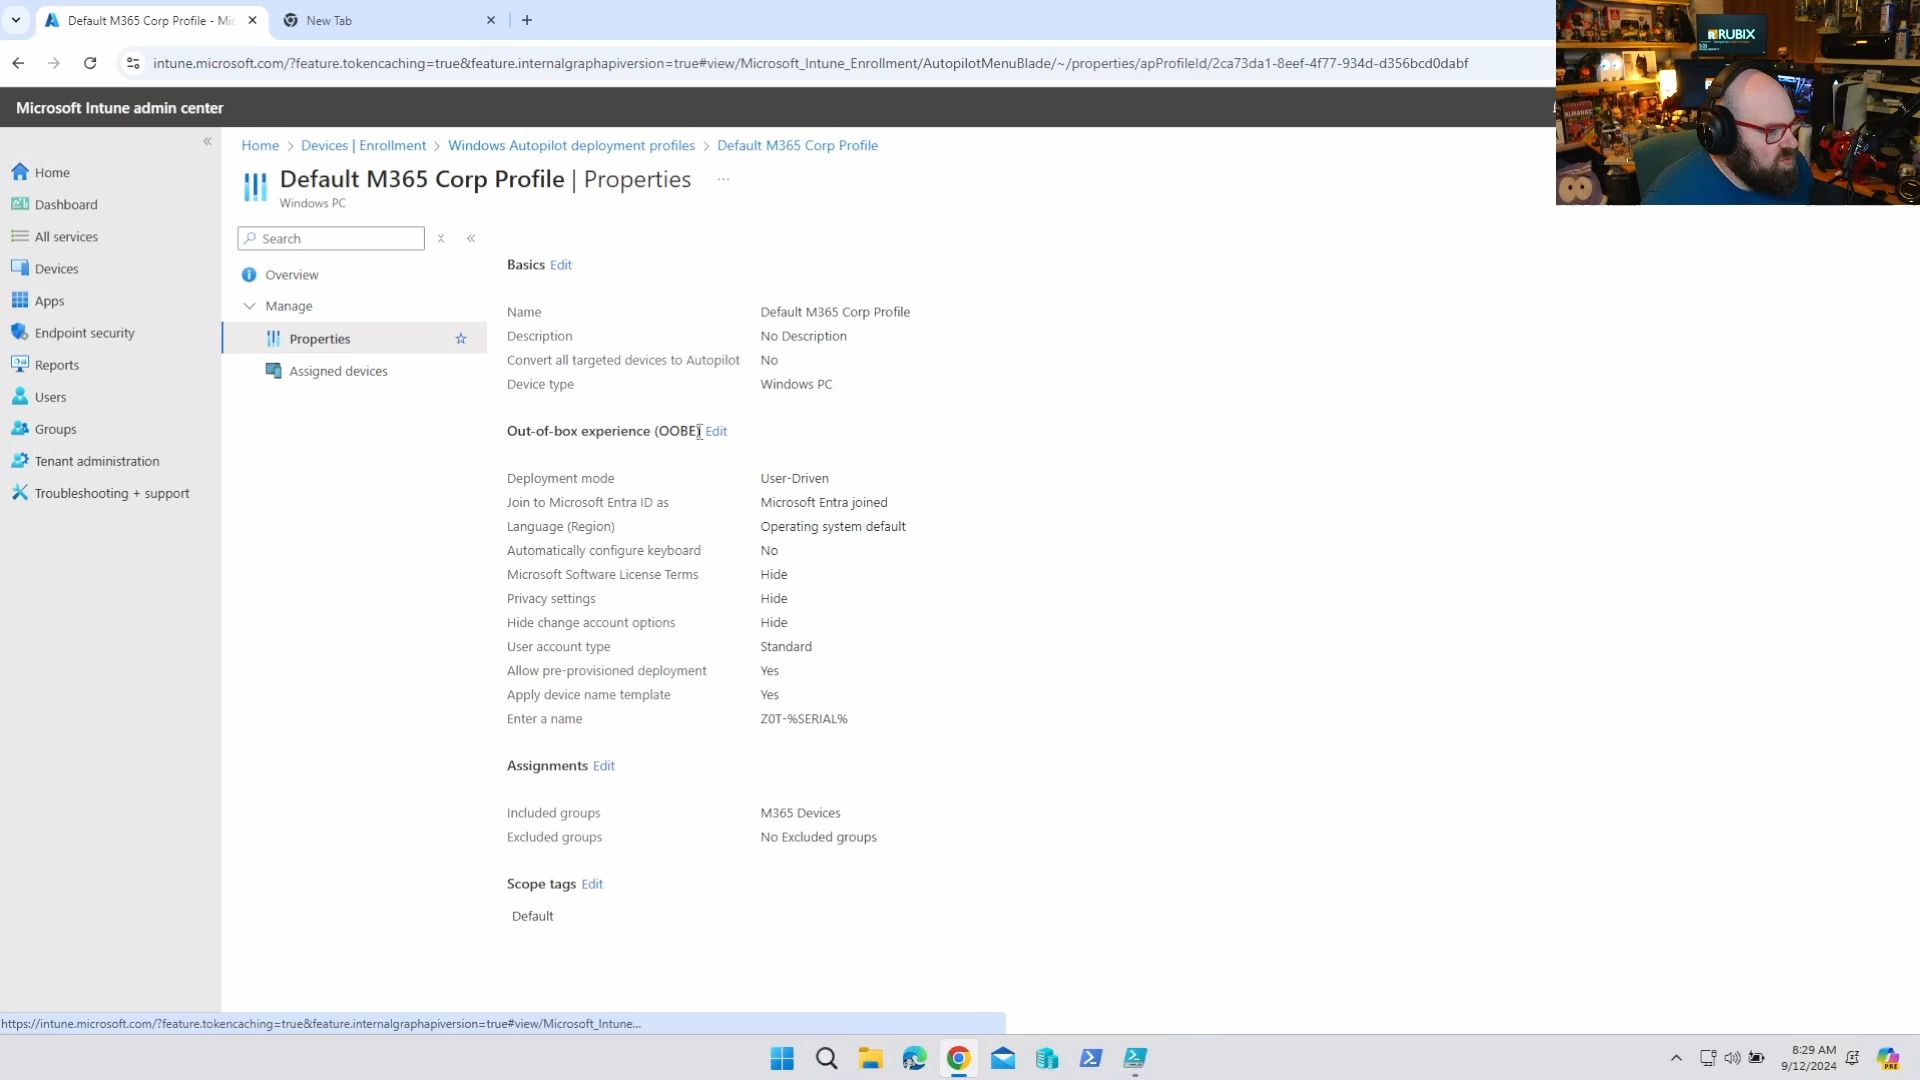 Default M365 Corp Profile - Mic
New Tab
intune.microsoft.com/?feature.tokencaching=true&feature.internalgraphapiversion=true#view/Microsoft_Intune_Enrollment/AutopilotMenuBlade/~/properties/apProfileId/2ca73da1-8eef-4f77-934d-d356bcd0dabf
RUBIX
Microsoft Intune admin center
Home > Devices | Enrollment > Windows Autopilot deployment profiles > Default M365 Corp Profile
Default M365 Corp Profile | Properties ...
Windows PC
Home
Dashboard
All services
Devices
Apps
Endpoint security
Reports
Users
Groups
Tenant administration
Troubleshooting + support
Search
Overview
Manage
Properties
Assigned devices
Basics Edit
Name Default M365 Corp Profile
Description No Description
Convert all targeted devices to Autopilot No
Device type Windows PC
Out-of-box experience (OOBE) Edit
Deployment mode User-Driven
Join to Microsoft Entra ID as Microsoft Entra joined
Language (Region) Operating system default
Automatically configure keyboard No
Microsoft Software License Terms Hide
Privacy settings Hide
Hide change account options Hide
User account type Standard
Allow pre-provisioned deployment Yes
Apply device name template Yes
Enter a name Z0T-%SERIAL%
Assignments Edit
Included groups M365 Devices
Excluded groups No Excluded groups
Scope tags Edit
Default
https://intune.microsoft.com/?feature.tokencaching=true&feature.internalgraphapiversion=true#view/Microsoft_Intune...
8:29 AM
9/12/2024
PRE